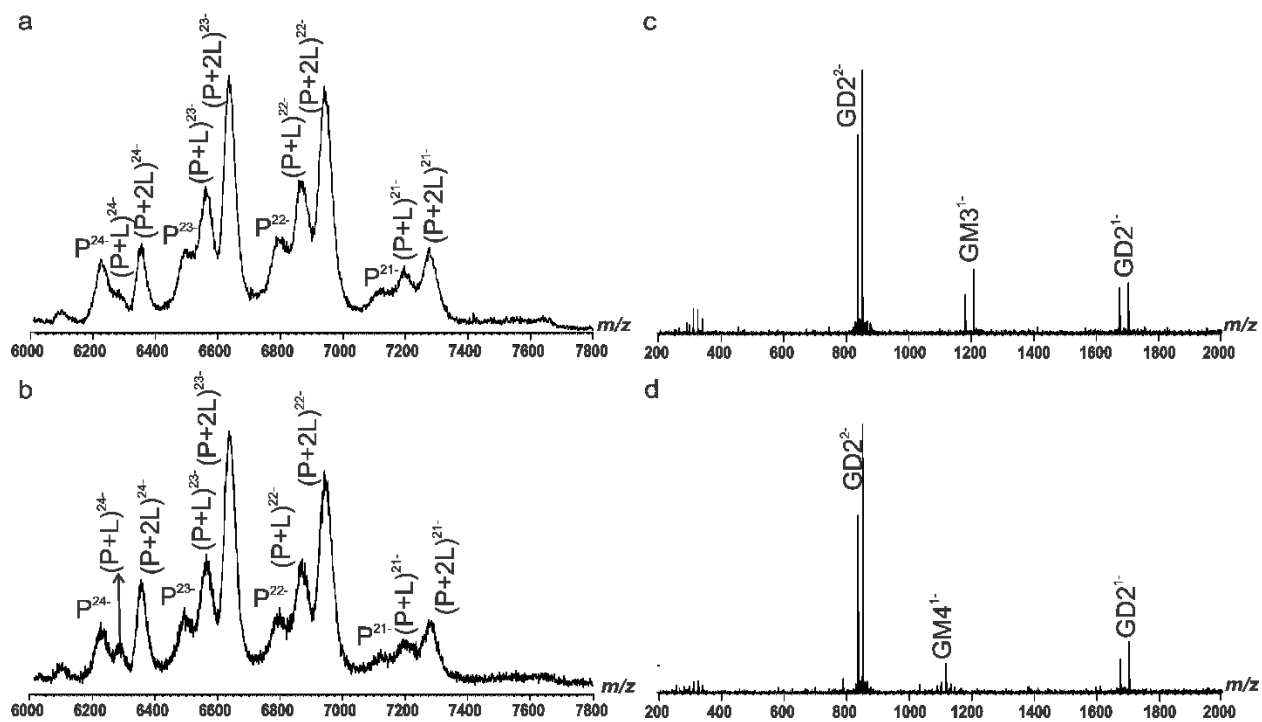 a
P²⁴⁻
(P+L)²⁴⁻
(P+2L)²⁴⁻
P²³⁻
(P+L)²³⁻
(P+2L)²³⁻
P²²⁻
(P+L)²²⁻
(P+2L)²²⁻
P²¹⁻
(P+L)²¹⁻
(P+2L)²¹⁻
m/z
6000 6200 6400 6600 6800 7000 7200 7400 7600 7800
c
GD2²⁻
GM3¹⁻
GD2¹⁻
m/z
200 400 600 800 1000 1200 1400 1600 1800 2000
b
P²⁴⁻
(P+L)²⁴⁻
(P+2L)²⁴⁻
P²³⁻
(P+L)²³⁻
(P+2L)²³⁻
P²²⁻
(P+L)²²⁻
(P+2L)²²⁻
P²¹⁻
(P+L)²¹⁻
(P+2L)²¹⁻
m/z
6000 6200 6400 6600 6800 7000 7200 7400 7600 7800
d
GD2²⁻
GM4¹⁻
GD2¹⁻
m/z
200 400 600 800 1000 1200 1400 1600 1800 2000